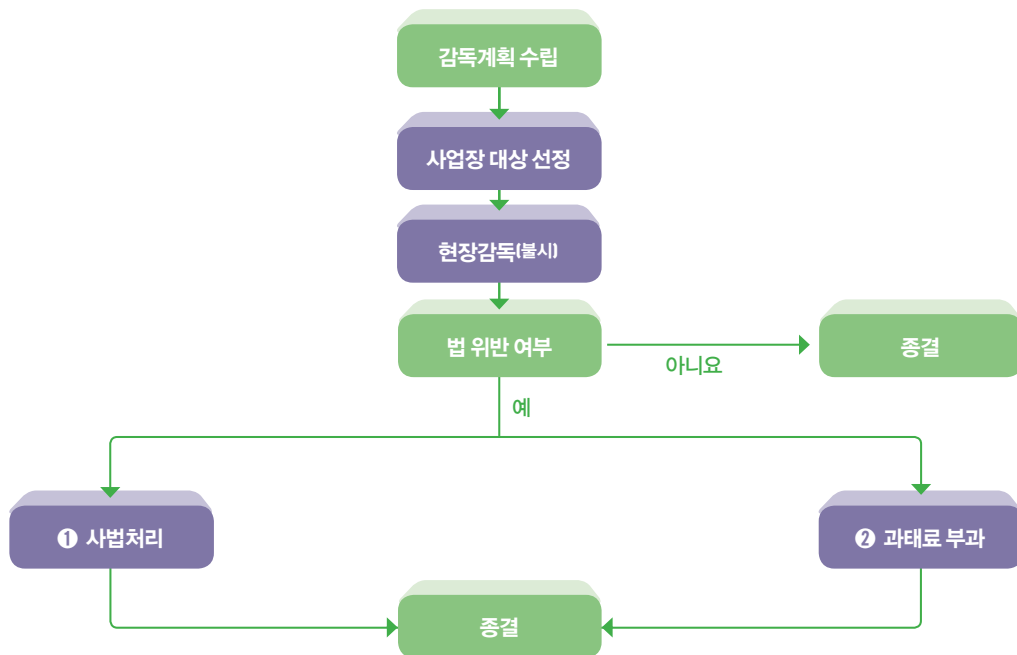 감독계획 수립
사업장 대상 선정
현장감독(불시)
법 위반 여부
아니요
종결
예
❶ 사법처리
❷ 과태료 부과
종결